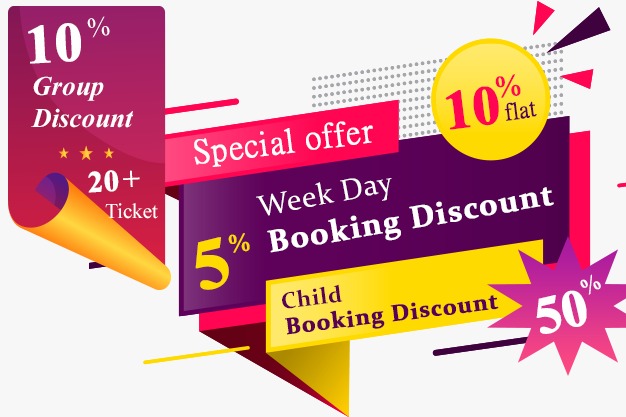 10%
Group
Discount
20+
Ticket
Special offer
10%
flat
Week Day
Booking Discount
5%
Child
Booking Discount
50%